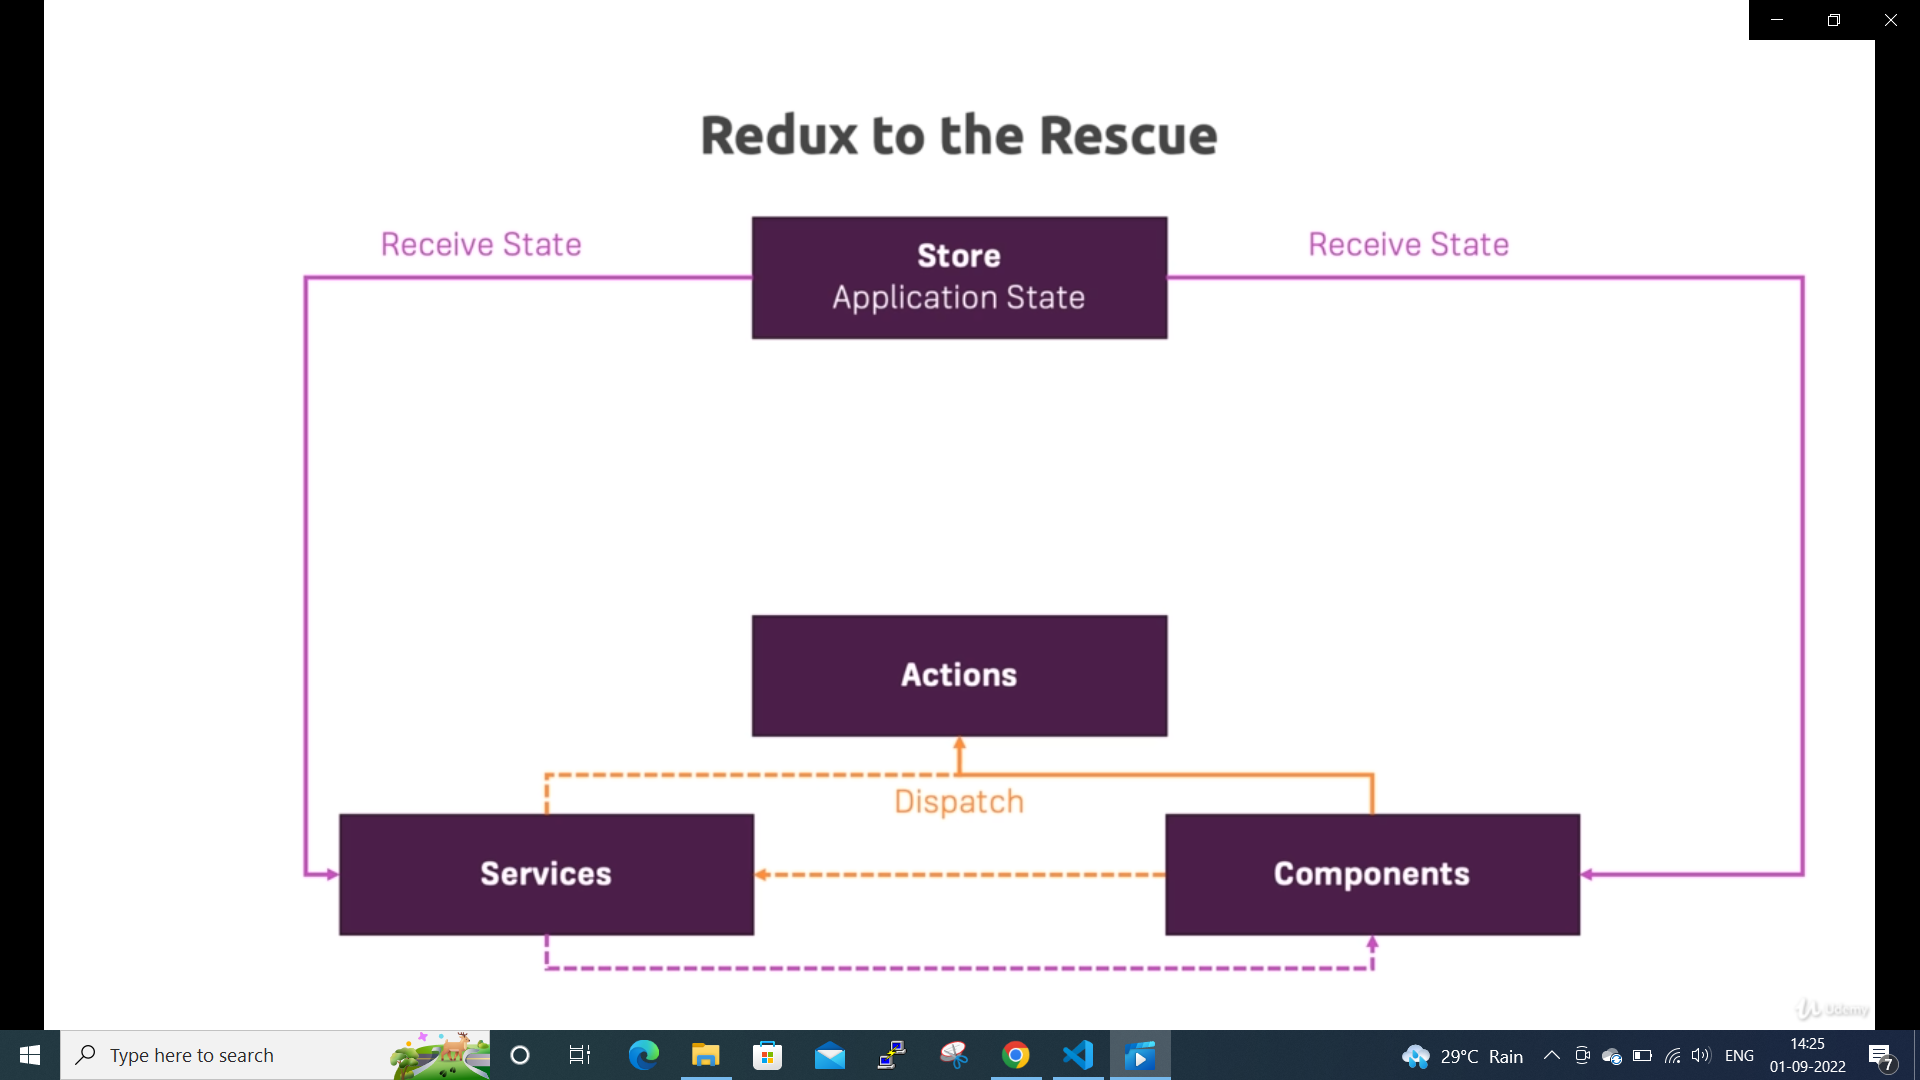 Redux to the Rescue
Receive State
Store
Application State
Receive State
Actions
Dispatch
Services
Components
Udemy
Type here to search
29°C Rain
ENG
14:25
01-09-2022
7